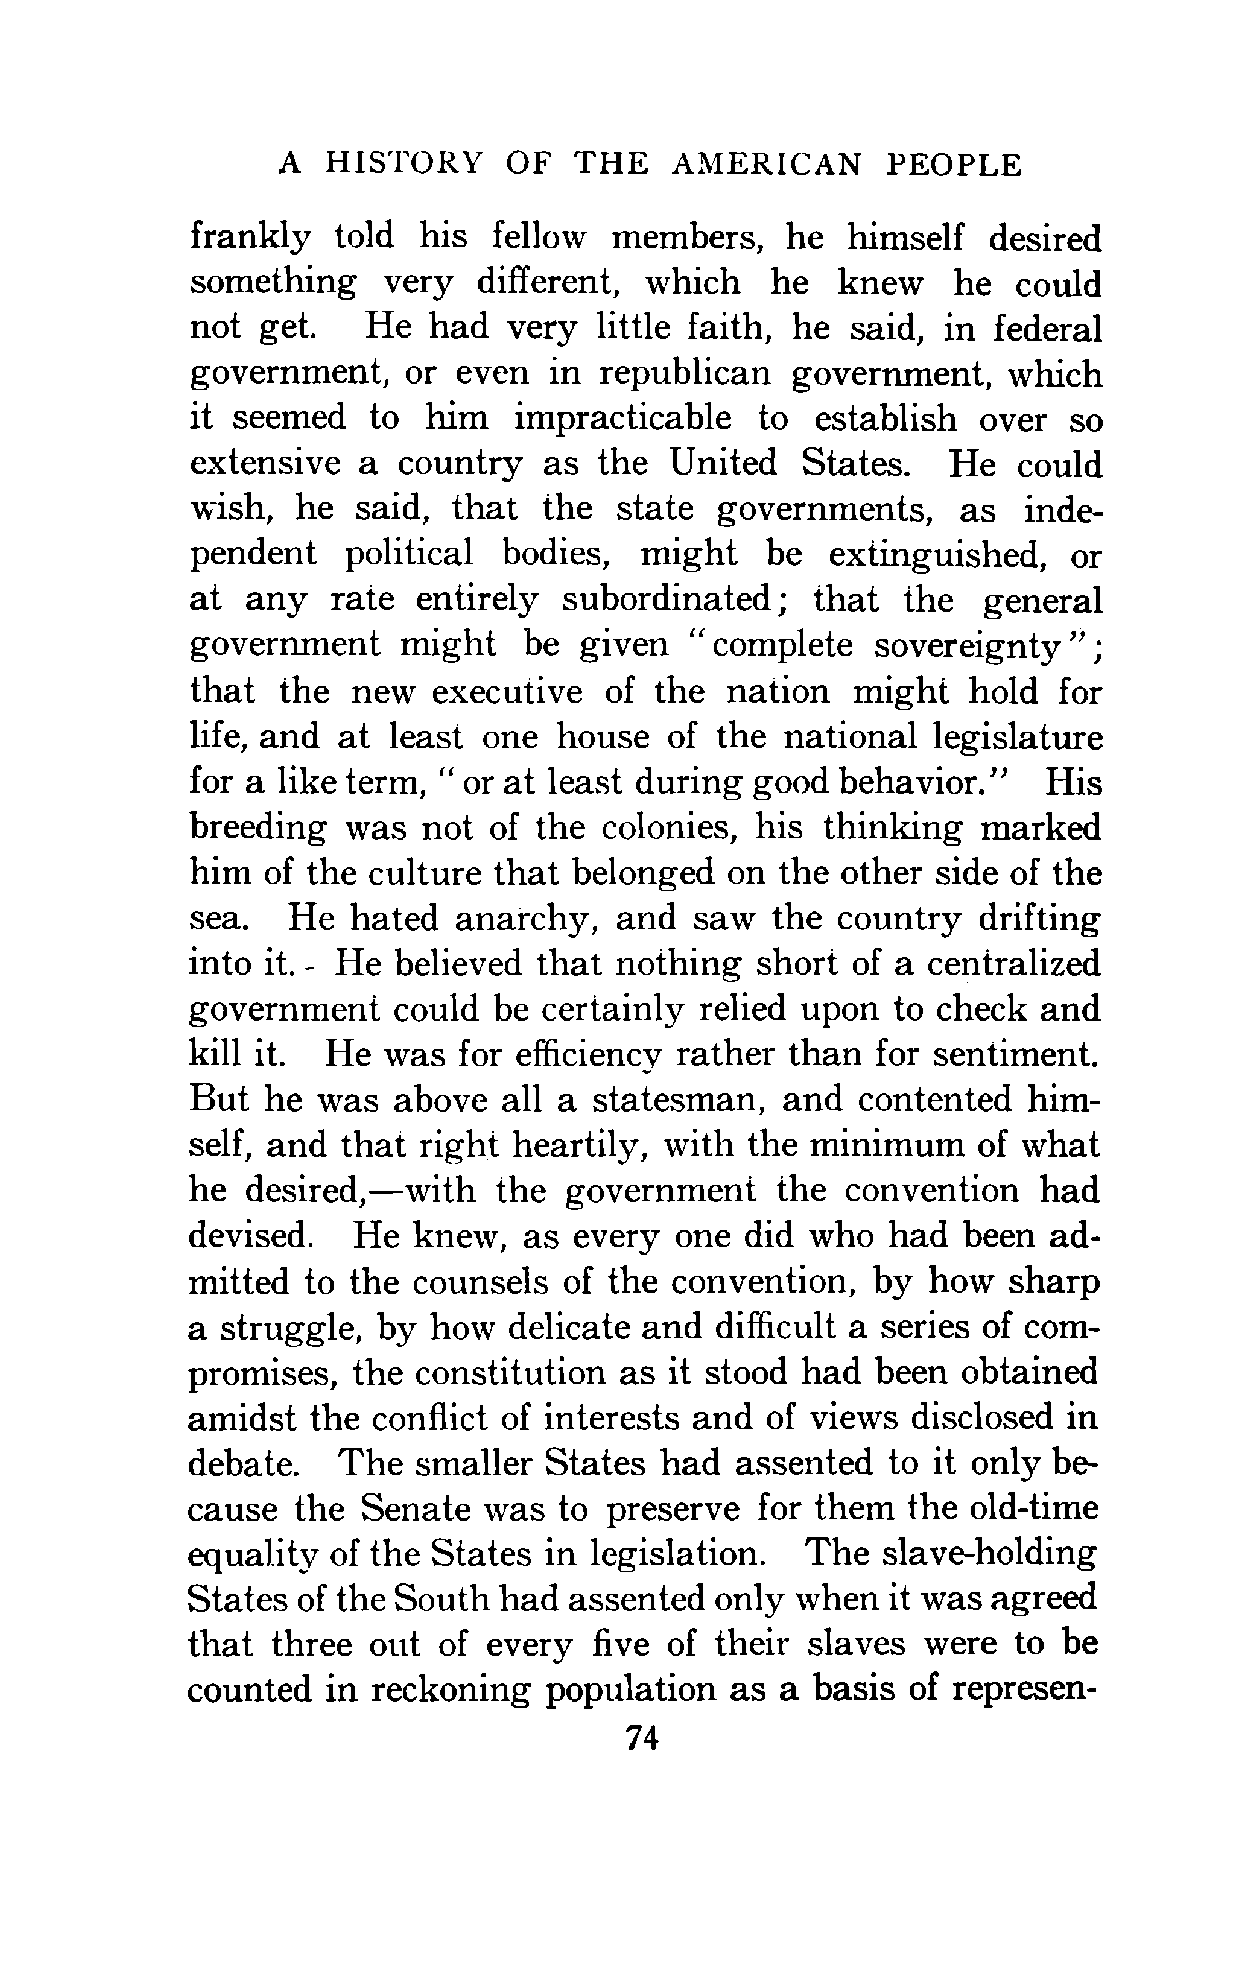 A HISTORY OF THE AMERICAN PEOPLE
frankly told his fellow members, he himself desired
something very different, which he knew he could
not get. He had very little faith, he said, in federal
government, or even in republican government, which
it seemed to him impracticable to establish over so
extensive a country as the United States. He could
wish, he said, that the state governments, as inde-
pendent political bodies, might be extinguished, or
at any rate entirely subordinated; that the general
government might be given "complete sovereignty";
that the new executive of the nation might hold for
life, and at least one house of the national legislature
for a like term, "or at least during good behavior." His
breeding was not of the colonies, his thinking marked
him of the culture that belonged on the other side of the
sea. He hated anarchy, and saw the country drifting
into it. - He believed that nothing short of a centralized
government could be certainly relied upon to check and
kill it. He was for efficiency rather than for sentiment.
But he was above all a statesman, and contented him-
self, and that right heartily, with the minimum of what
he desired,—with the government the convention had
devised. He knew, as every one did who had been ad-
mitted to the counsels of the convention, by how sharp
a struggle, by how delicate and difficult a series of com-
promises, the constitution as it stood had been obtained
amidst the conflict of interests and of views disclosed in
debate. The smaller States had assented to it only be-
cause the Senate was to preserve for them the old-time
equality of the States in legislation. The slave-holding
States of the South had assented only when it was agreed
that three out of every five of their slaves were to be
counted in reckoning population as a basis of represen-
74